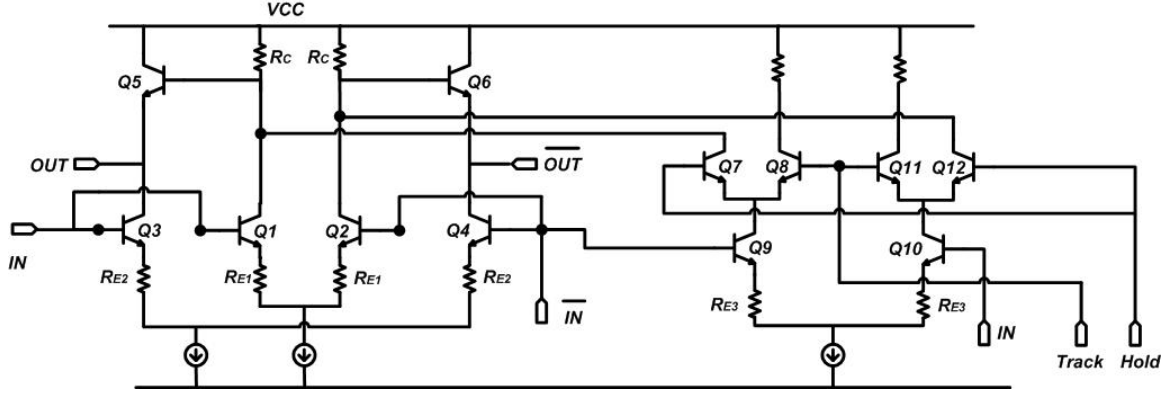 VCC
RC
RC
Q5
Q6
OUT
OUT
Q7
Q8
Q11
Q12
IN
Q3
Q1
Q2
Q4
Q9
Q10
RE2
RE1
RE1
RE2
IN
RE3
RE3
IN
Track
Hold